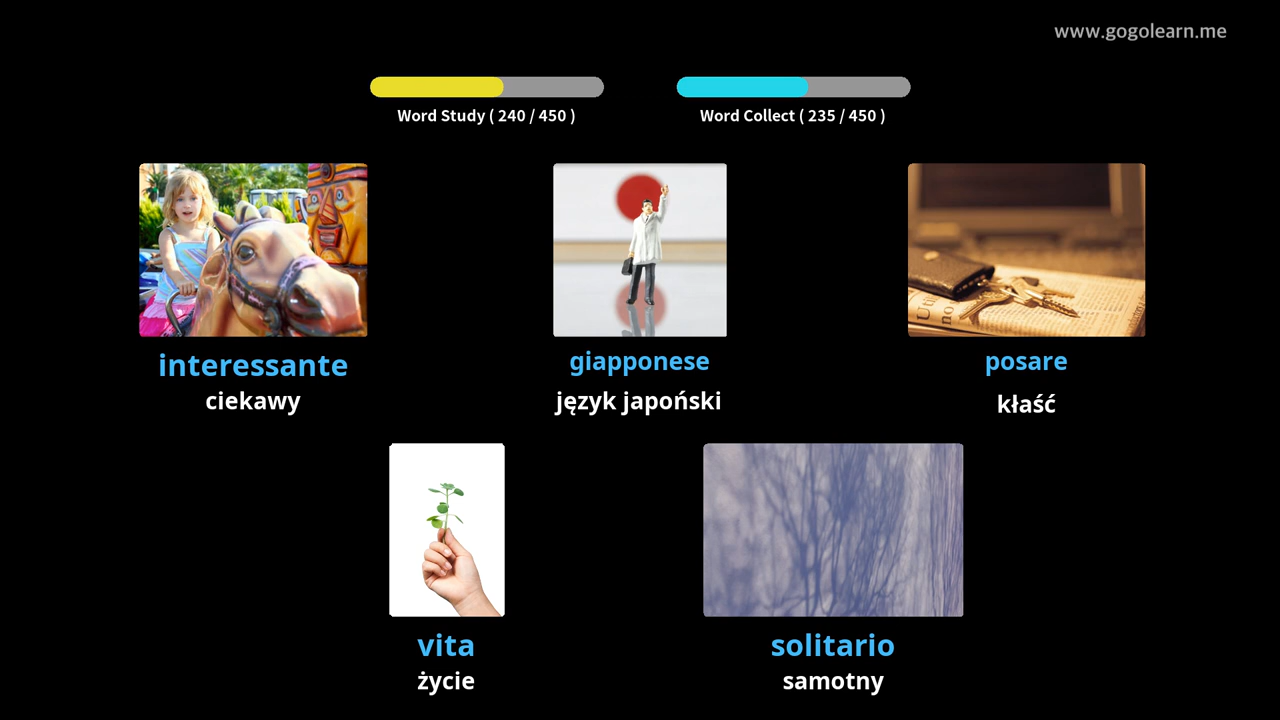 www.gogolearn.me
Word Study ( 240 / 450 )
Word Collect ( 235 / 450 )
interessante
ciekawy
giapponese
język japoński
posare
kłaść
vita
życie
solitario
samotny